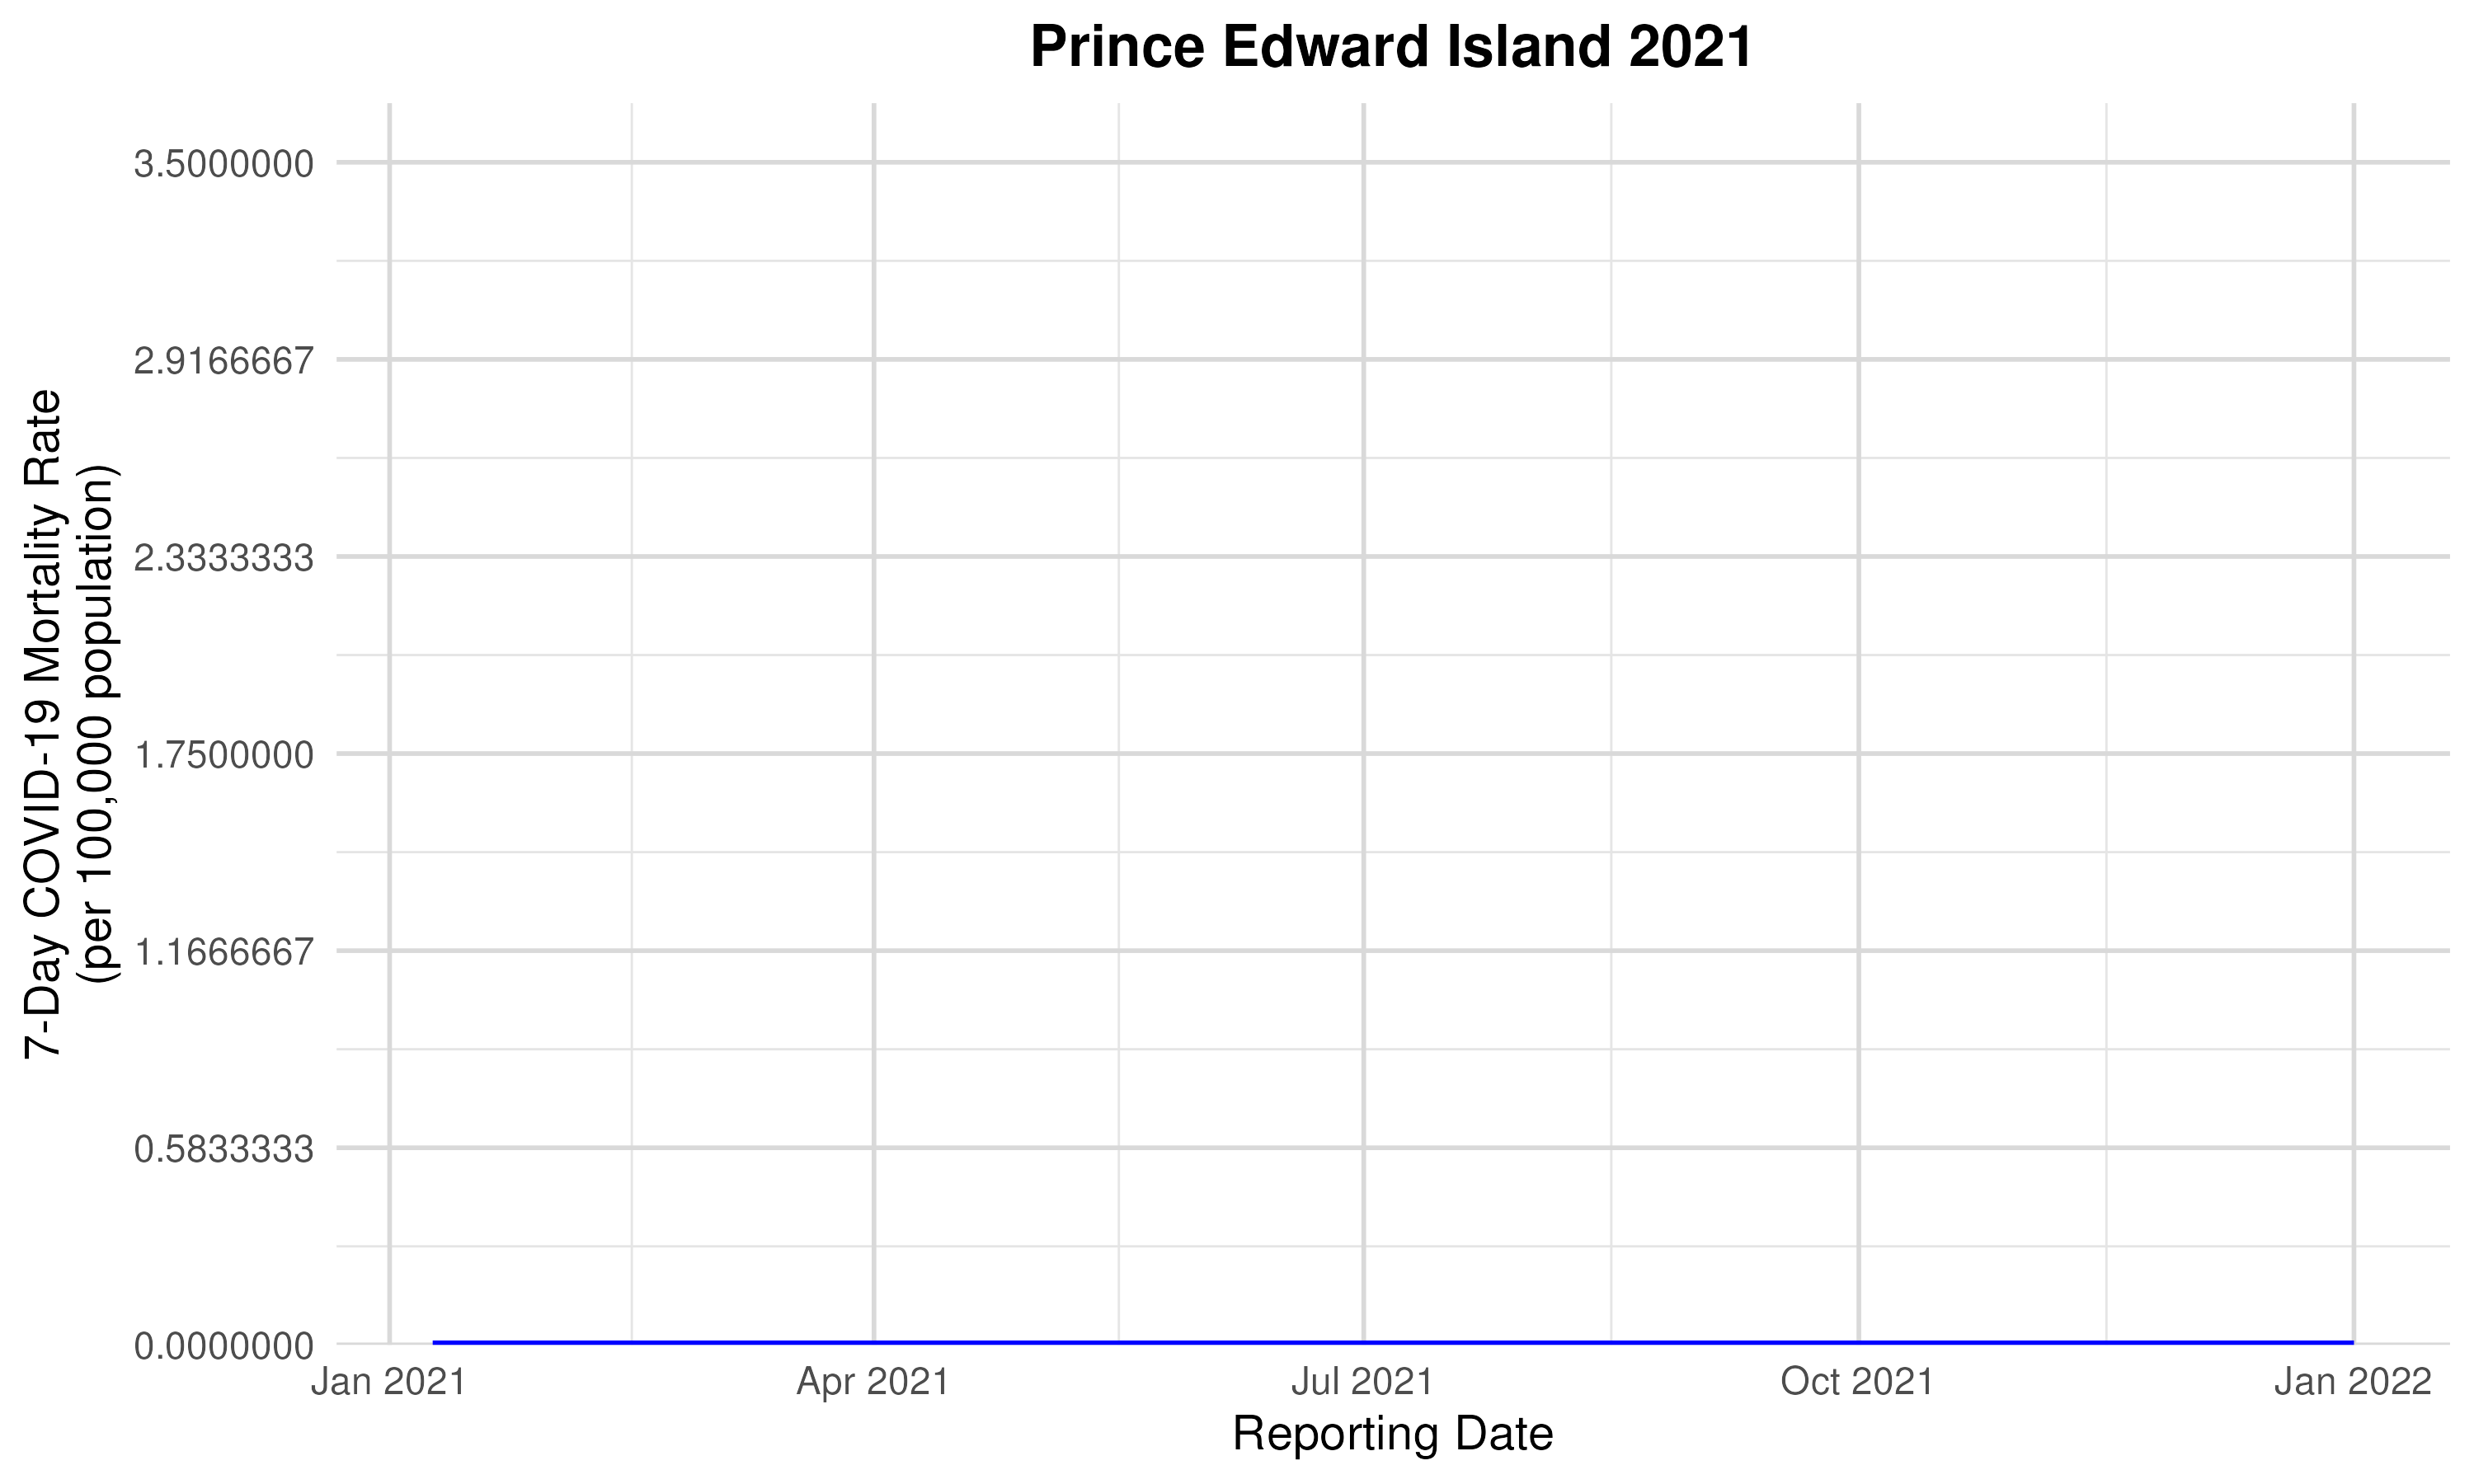 Prince Edward Island 2021
7-Day COVID-19 Mortality Rate
(per 100,000 population)
3.5000000
2.9166667
2.3333333
1.7500000
1.1666667
0.5833333
0.0000000
Jan 2021 Apr 2021 Jul 2021 Oct 2021 Jan 2022
Reporting Date